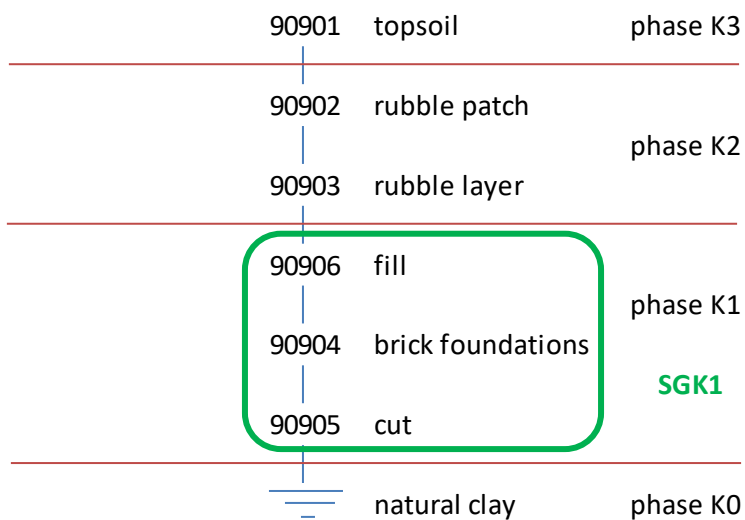 90901 topsoil phase K3
90902 rubble patch
phase K2
90903 rubble layer
90906 fill
phase K1
90904 brick foundations
SGK1
90905 cut
natural clay phase K0